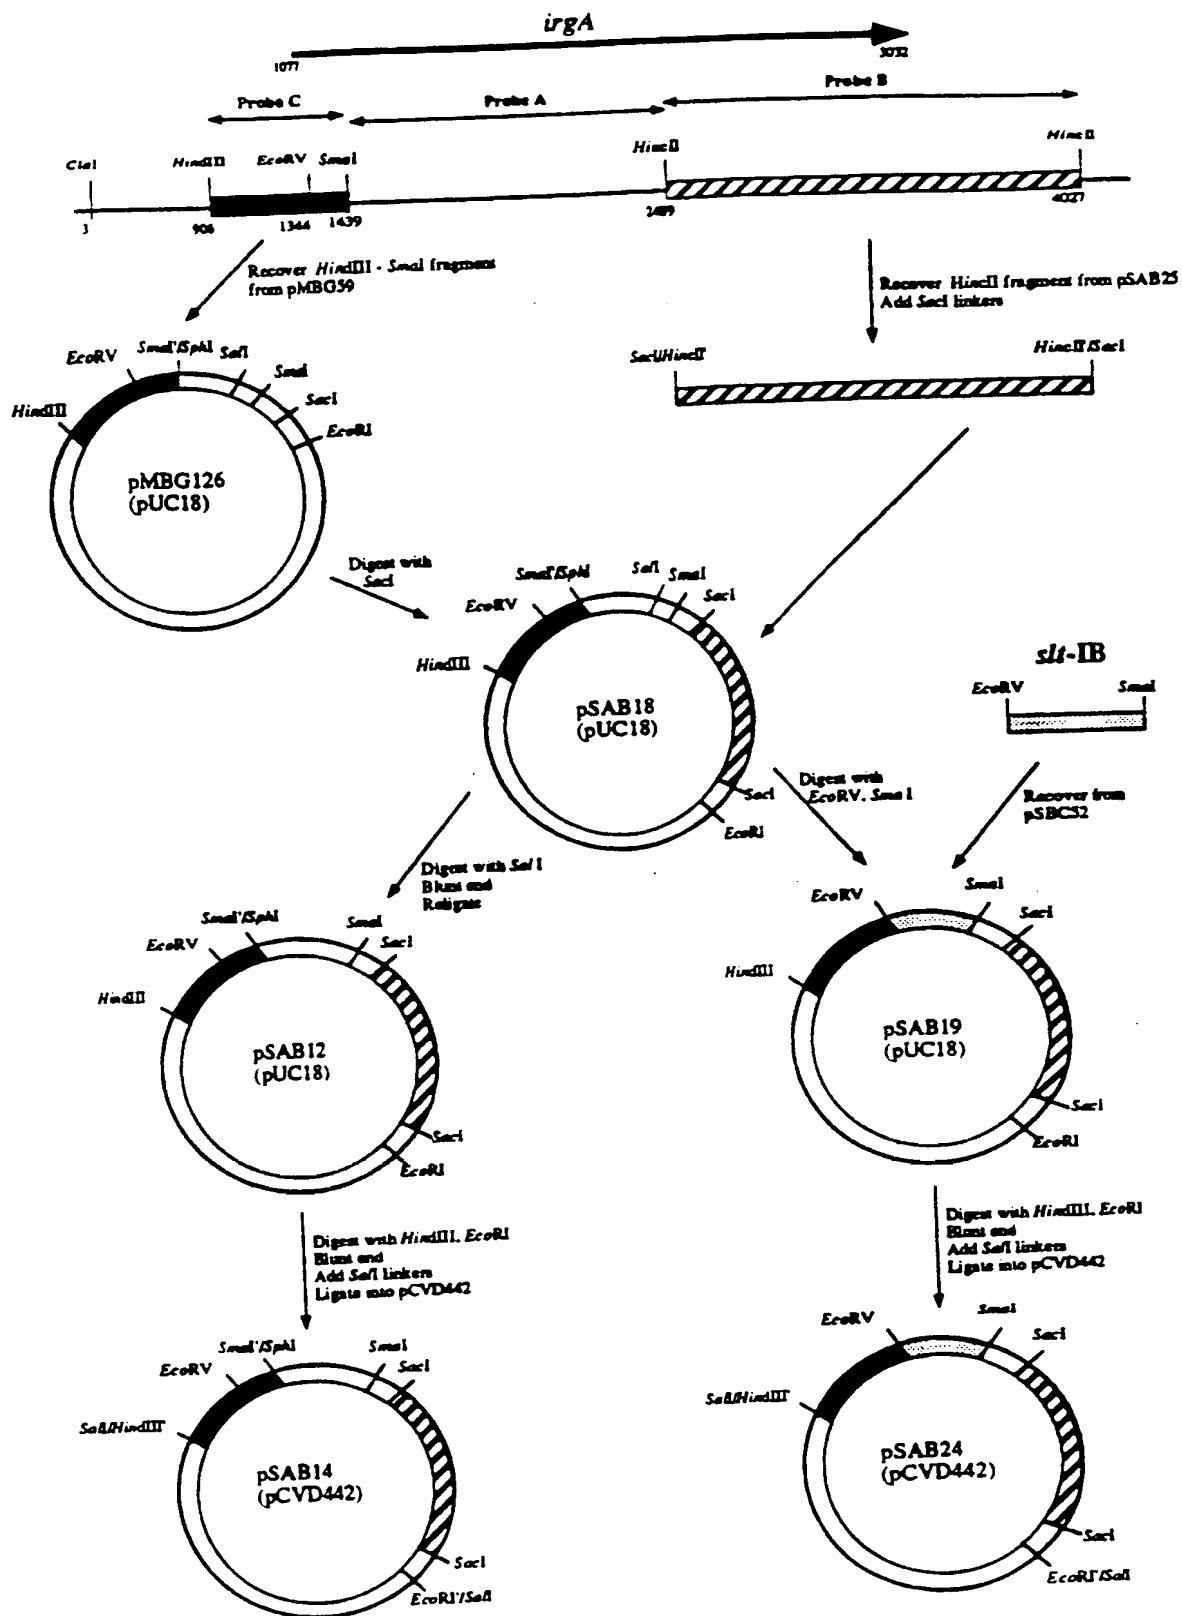 irgA
1077
3032
Probe C
Probe A
Probe B
ClaI
HindIII
EcoRV
SmaI
HincII
HincII
3
906
1344
1439
2489
4027
Recover HindIII - SmaI fragment
from pMBG59
Recover HincII fragment from pSAB25
Add SacI linkers
EcoRV
SmaI'/SphI
SalI
SmaI
SacI
EcoRI
HindIII
pMBG126
(pUC18)
SacI/HincII'
HincII'/SacI
Digest with
SacI
SmaI'/SphI
SalI
SmaI
SacI
EcoRV
HindIII
pSAB18
(pUC18)
SacI
EcoRI
slt-IB
EcoRV
SmaI
Digest with
EcoRV, Sma I
Recover from
pSBC52
Digest with Sal I
Blunt end
Religate
SmaI'/SphI
SmaI
SacI
EcoRV
HindIII
pSAB12
(pUC18)
SacI
EcoRI
EcoRV
SmaI
SacI
HindIII
pSAB19
(pUC18)
SacI
EcoRI
Digest with HindIII, EcoRI
Blunt end
Add SalI linkers
Ligate into pCVD442
Digest with HindIII, EcoRI
Blunt end
Add SalI linkers
Ligate into pCVD442
SmaI'/SphI
SmaI
SacI
EcoRV
SalI/HindIII'
pSAB14
(pCVD442)
SacI
EcoRI'/SalI
EcoRV
SmaI
SacI
SalI/HindIII'
pSAB24
(pCVD442)
SacI
EcoRI'/SalI